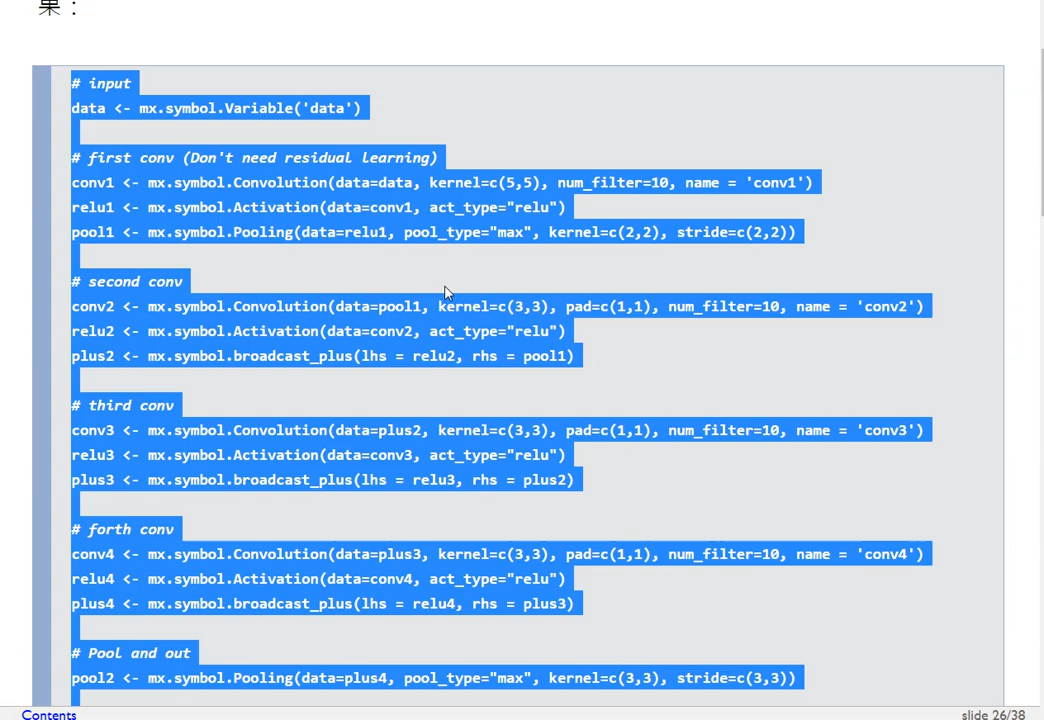 果：
# input
data <- mx.symbol.Variable('data')
# first conv (Don't need residual learning)
conv1 <- mx.symbol.Convolution(data=data, kernel=c(5,5), num_filter=10, name = 'conv1')
relu1 <- mx.symbol.Activation(data=conv1, act_type="relu")
pool1 <- mx.symbol.Pooling(data=relu1, pool_type="max", kernel=c(2,2), stride=c(2,2))
# second conv
conv2 <- mx.symbol.Convolution(data=pool1, kernel=c(3,3), pad=c(1,1), num_filter=10, name = 'conv2')
relu2 <- mx.symbol.Activation(data=conv2, act_type="relu")
plus2 <- mx.symbol.broadcast_plus(lhs = relu2, rhs = pool1)
# third conv
conv3 <- mx.symbol.Convolution(data=plus2, kernel=c(3,3), pad=c(1,1), num_filter=10, name = 'conv3')
relu3 <- mx.symbol.Activation(data=conv3, act_type="relu")
plus3 <- mx.symbol.broadcast_plus(lhs = relu3, rhs = plus2)
# forth conv
conv4 <- mx.symbol.Convolution(data=plus3, kernel=c(3,3), pad=c(1,1), num_filter=10, name = 'conv4')
relu4 <- mx.symbol.Activation(data=conv4, act_type="relu")
plus4 <- mx.symbol.broadcast_plus(lhs = relu4, rhs = plus3)
# Pool and out
pool2 <- mx.symbol.Pooling(data=plus4, pool_type="max", kernel=c(3,3), stride=c(3,3))
Contents
slide 26/38